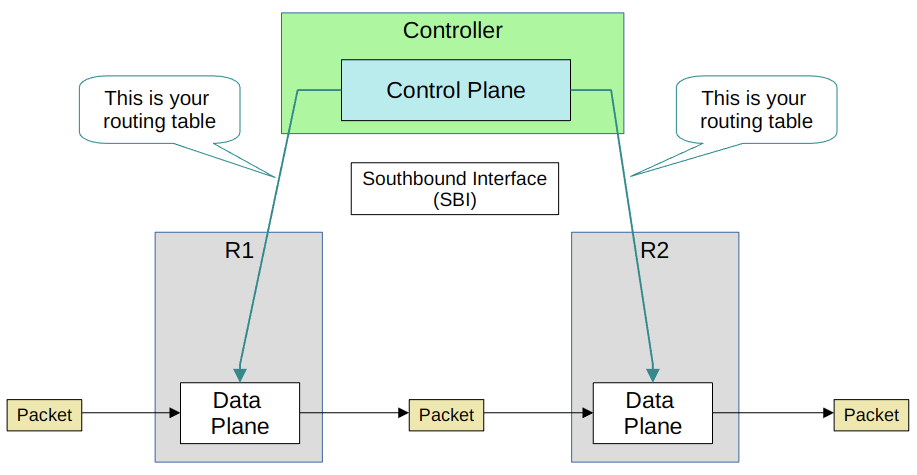 Controller
Control Plane
This is your
routing table
This is your
routing table
Southbound Interface
(SBI)
R1
R2
Data
Plane
Data
Plane
Packet
Packet
Packet